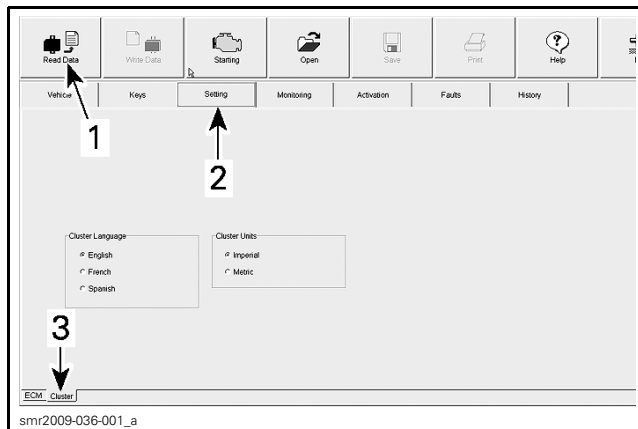 Read Data Write Data Starting Open Save Print Help
Vehicle Keys Setting Monitoring Activation Faults History
1
2
Cluster Language Cluster Units
English Imperial
French Metric
Spanish
3
ECM Cluster
smr2009-036-001_a